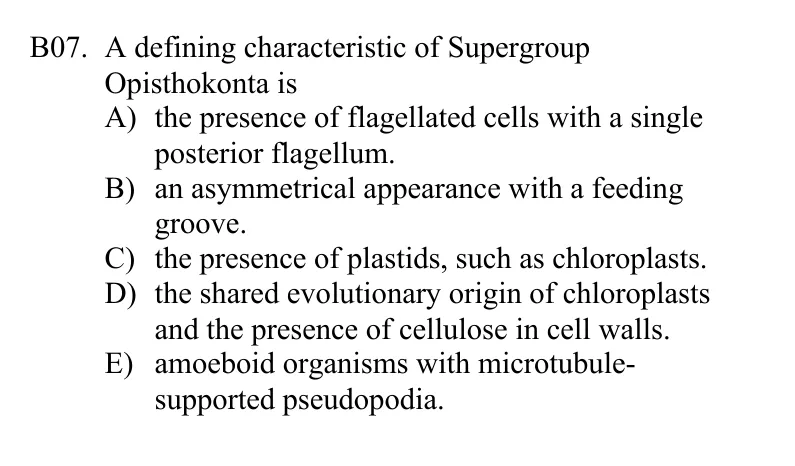 B07. A defining characteristic of Supergroup
Opisthokonta is
A) the presence of flagellated cells with a single
posterior flagellum.
B) an asymmetrical appearance with a feeding
groove.
C) the presence of plastids, such as chloroplasts.
D) the shared evolutionary origin of chloroplasts
and the presence of cellulose in cell walls.
E) amoeboid organisms with microtubule-
supported pseudopodia.